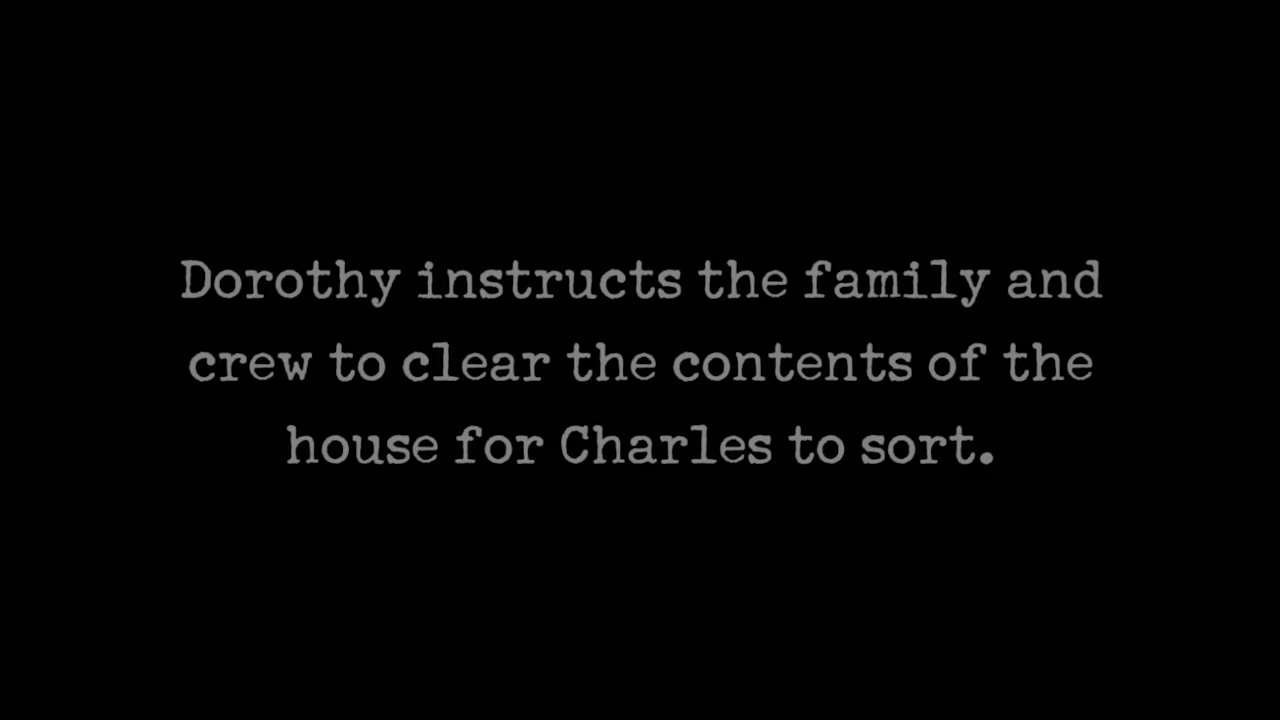 Dorothy instructs the family and
crew to clear the contents of the
house for Charles to sort.